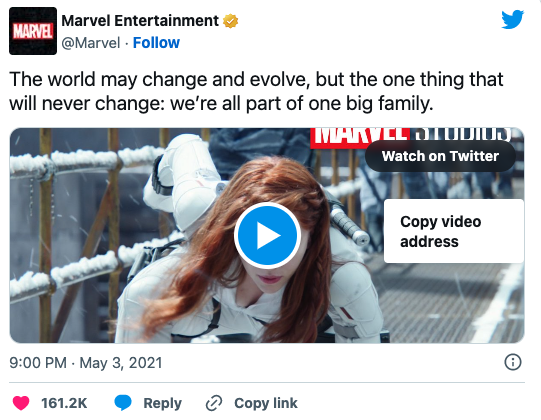 MARVEL
Marvel Entertainment
@Marvel · Follow
The world may change and evolve, but the one thing that
will never change: we’re all part of one big family.
MARVEL STUDIOS
Watch on Twitter
Copy video
address
9:00 PM · May 3, 2021
161.2K Reply Copy link